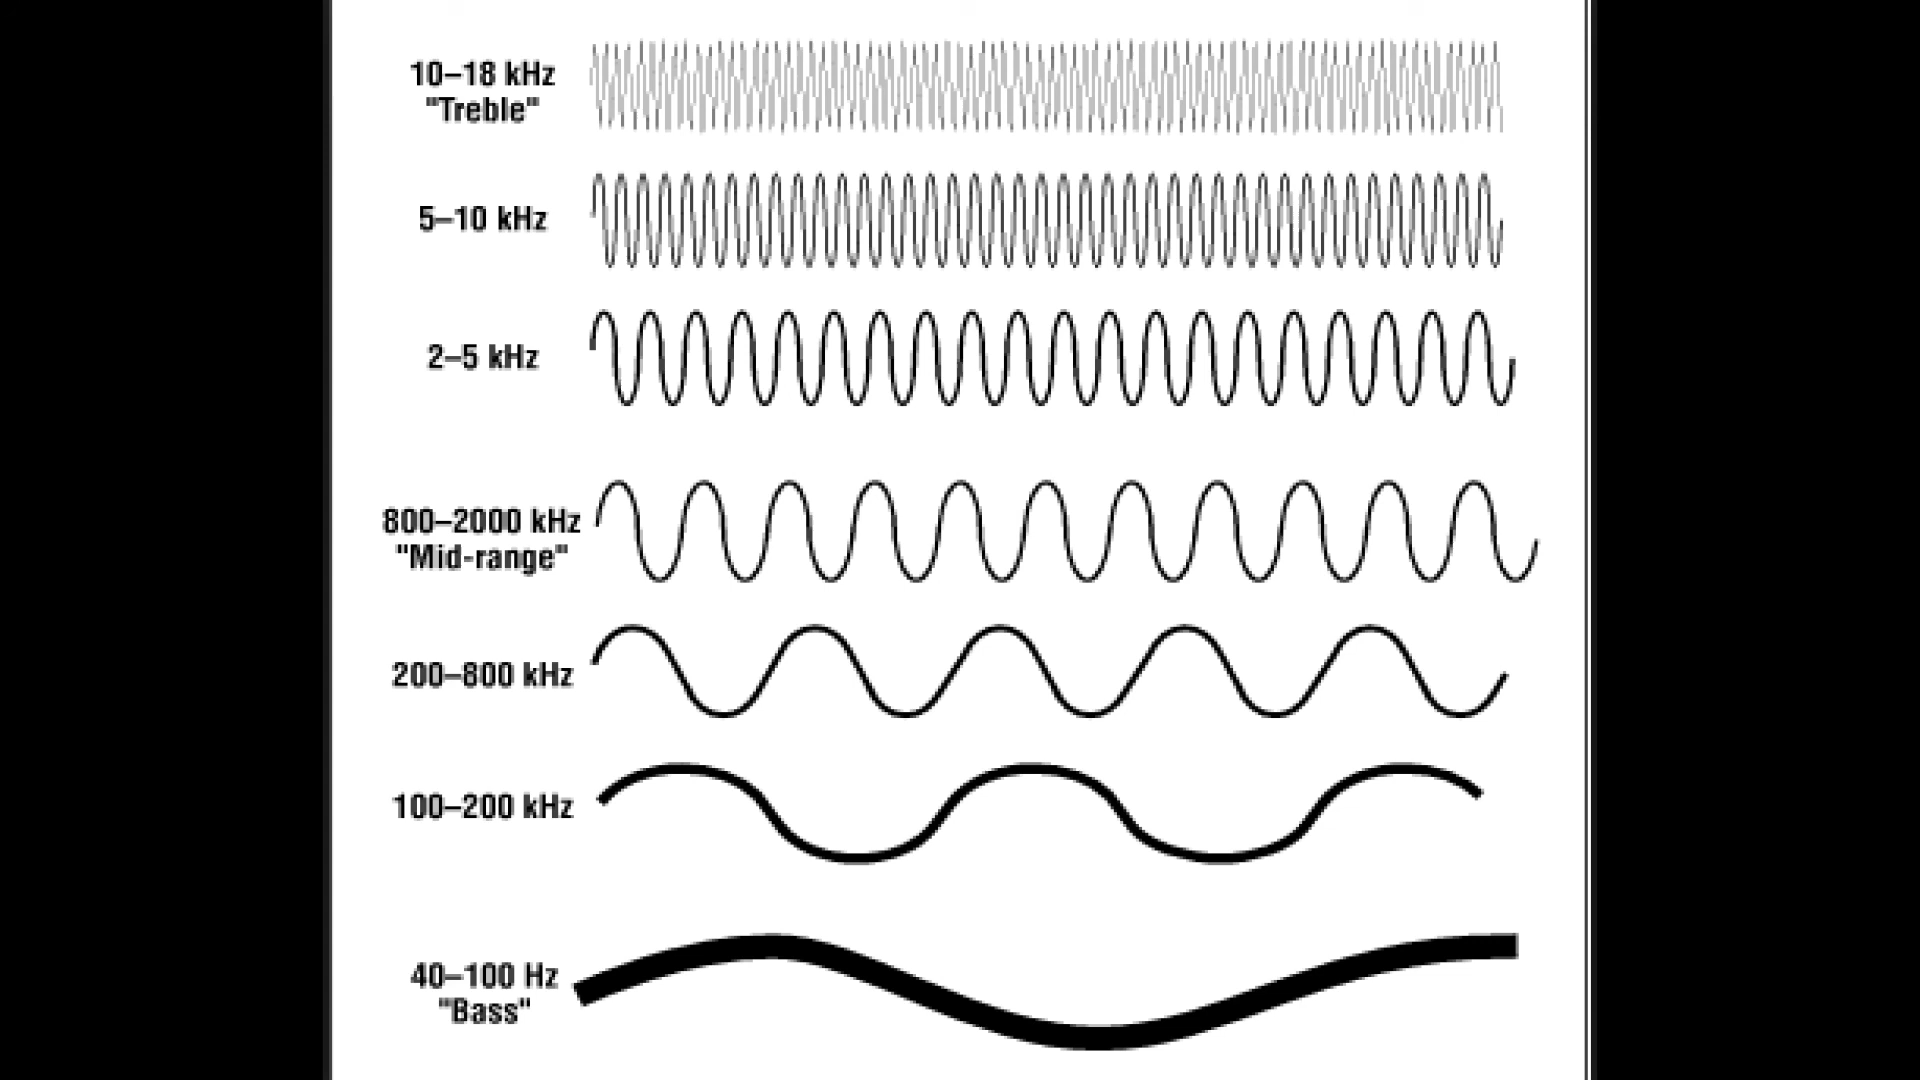 10–18 kHz
"Treble"
5–10 kHz
2–5 kHz
800–2000 kHz
"Mid-range"
200–800 kHz
100–200 kHz
40–100 Hz
"Bass"